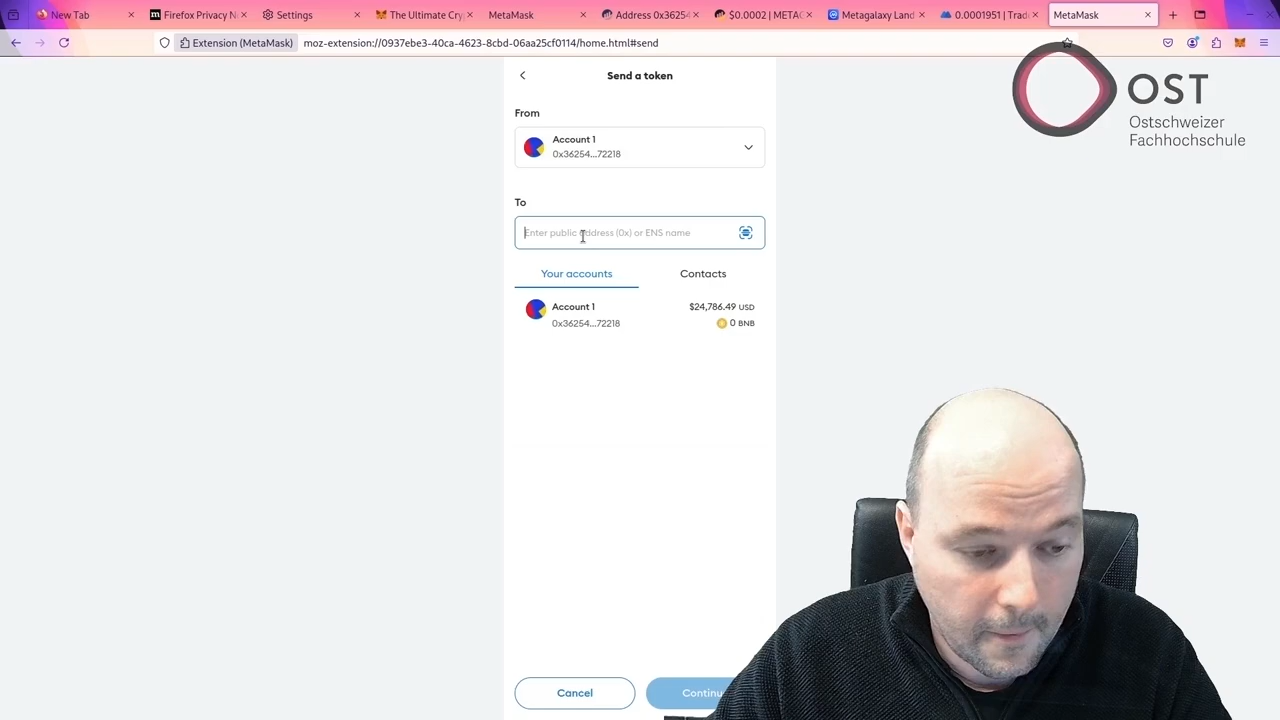 New Tab
Firefox Privacy N
Settings
The Ultimate Cry
MetaMask
Address 0x3625
$0.0002 | METAG
Metagalaxy Land
0.0001951 | Trad
MetaMask
Extension (MetaMask)
moz-extension://0937ebe3-40ca-4623-8cbd-06aa25cf0114/home.html#send
OST
Ostschweizer
Fachhochschule
Send a token
From
Account 1
0x36254...72218
To
Enter public address (0x) or ENS name
Your accounts
Contacts
Account 1
$24,786.49 USD
0x36254...72218
0 BNB
Cancel
Continu